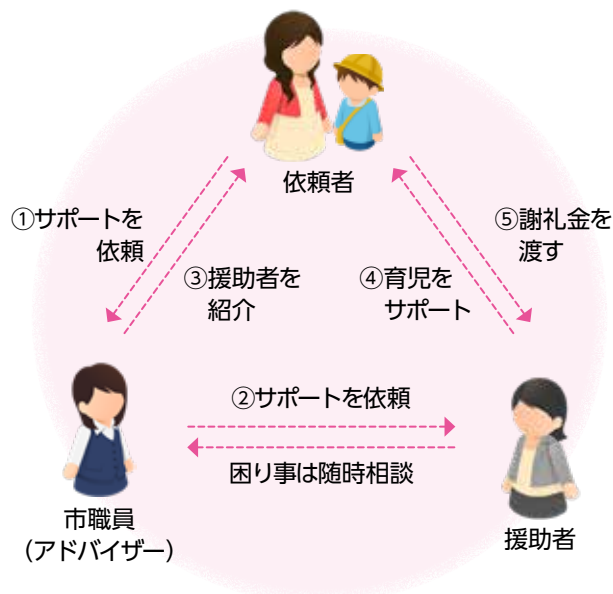 依頼者
①サポートを
依頼
③援助者を
紹介
④育児を
サポート
⑤謝礼金を
渡す
②サポートを依頼
困り事は随時相談
市職員
(アドバイザー)
援助者